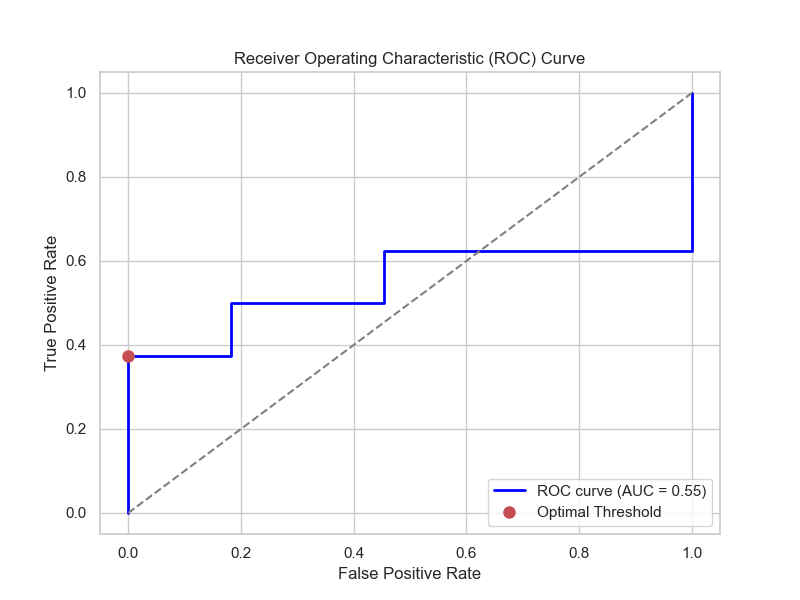 Receiver Operating Characteristic (ROC) Curve
True Positive Rate
1.0
0.8
0.6
0.4
0.2
0.0
0.0 0.2 0.4 0.6 0.8 1.0
False Positive Rate
ROC curve (AUC = 0.55)
Optimal Threshold